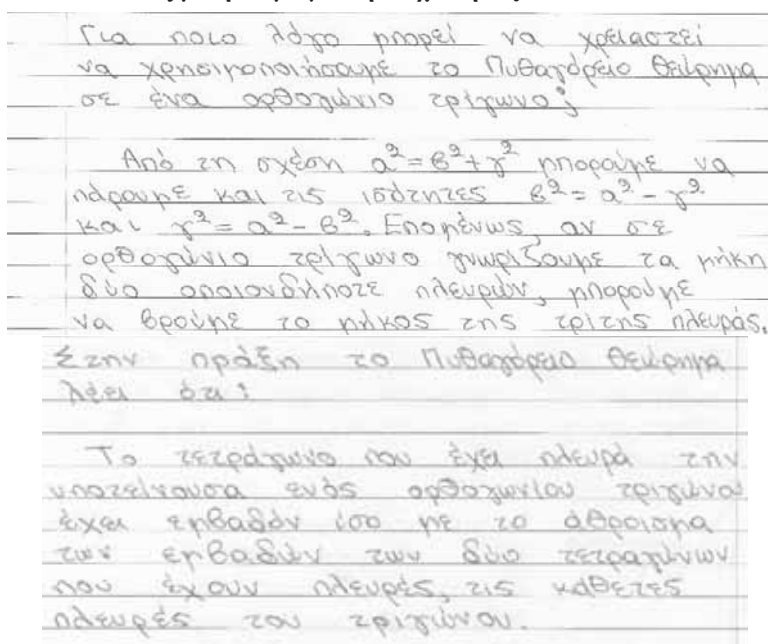 Για ποιο λόγο μπορεί να χρειαστεί
να χρησιμοποιήσουμε το Πυθαγόρειο Θεώρημα
σε ένα ορθογώνιο τρίγωνο;
Από τη σχέση α²=β²+γ² μπορούμε να
πάρουμε και τις ισότητες β²=α²-γ²
και γ²=α²-β². Επομένως, αν σε
ορθογώνιο τρίγωνο γνωρίζουμε τα μήκη
δύο οποιονδήποτε πλευρών, μπορούμε
να βρούμε το μήκος της τρίτης πλευράς.
Στην πράξη το Πυθαγόρειο Θεώρημα
λέει ότι:
Το τετράγωνο που έχει πλευρά την
υποτείνουσα ενός ορθογωνίου τριγώνου
έχει εμβαδόν ίσο με το άθροισμα
των εμβαδών των δύο τετραγώνων
που έχουν πλευρές, τις κάθετες
πλευρές του τριγώνου.